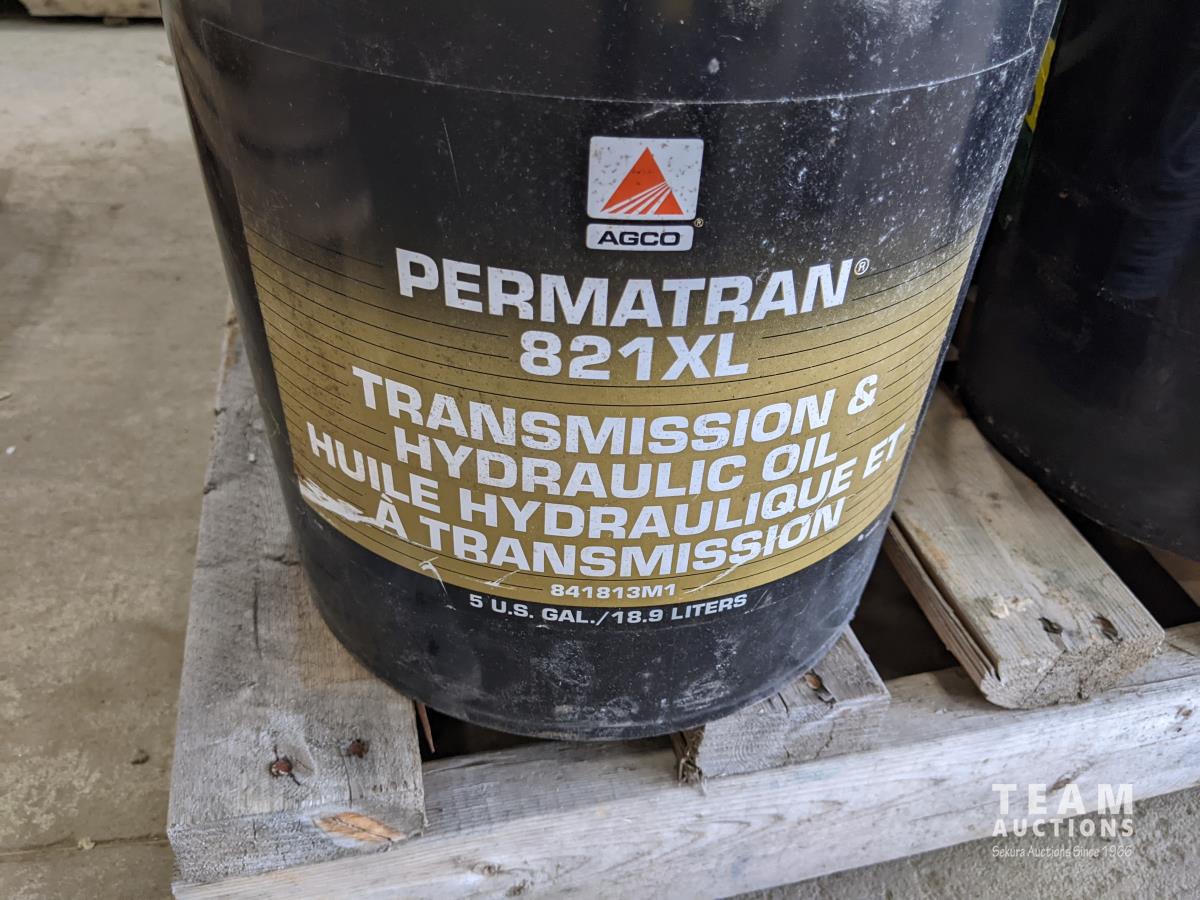 AGCO®
PERMATRAN®
821XL
TRANSMISSION &
HYDRAULIC OIL
HUILE HYDRAULIQUE ET
À TRANSMISSION
841813M1
5 U.S. GAL./18.9 LITERS
TEAM
AUCTIONS
Sekura Auctions Since 1966